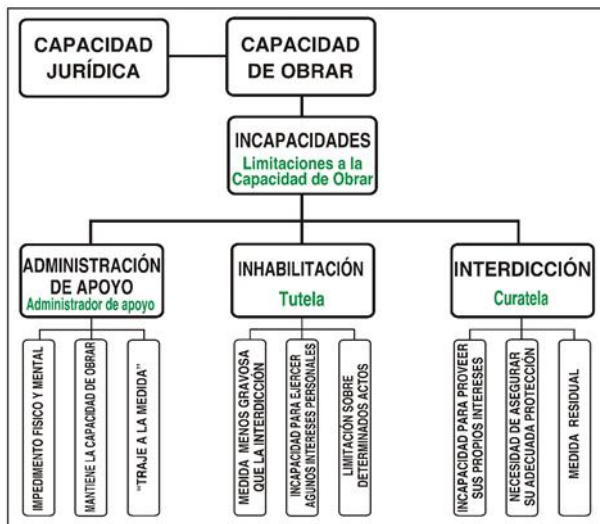 CAPACIDAD
JURÍDICA
CAPACIDAD
DE OBRAR
INCAPACIDADES
Limitaciones a la
Capacidad de Obrar
ADMINISTRACIÓN
DE APOYO
Administrador de apoyo
INHABILITACIÓN
Tutela
INTERDICCIÓN
Curatela
IMPEDIMENTO FISICO Y MENTAL
MANTIENE LA CAPACIDAD DE OBRAR
“TRAJE A LA MEDIDA”
MEDIDA MENOS GRAVOSA
QUE LA INTERDICCIÓN
INCAPACIDAD PARA EJERCER
AGUNOS INTERESES PERSONALES
LIMITACIÓN SOBRE
DETERMINADOS ACTOS
INCAPACIDAD PARA PROVEER
SUS PROPIOS INTERESES
NECESIDAD DE ASEGURAR
SU ADECUADA PROTECCIÓN
MEDIDA RESIDUAL